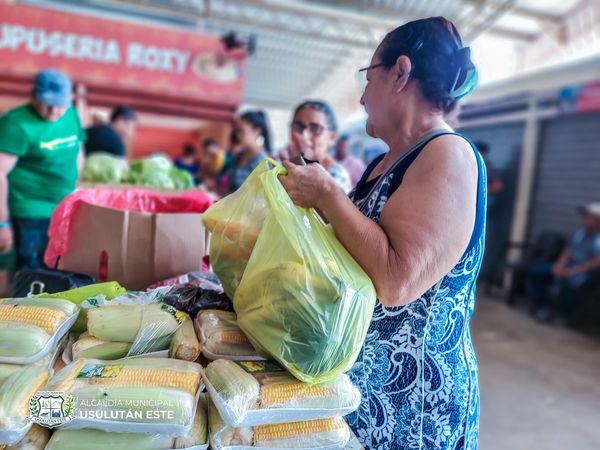 PUPUSERIA ROXY
ALCALDÍA MUNICIPAL
USULUTÁN ESTE